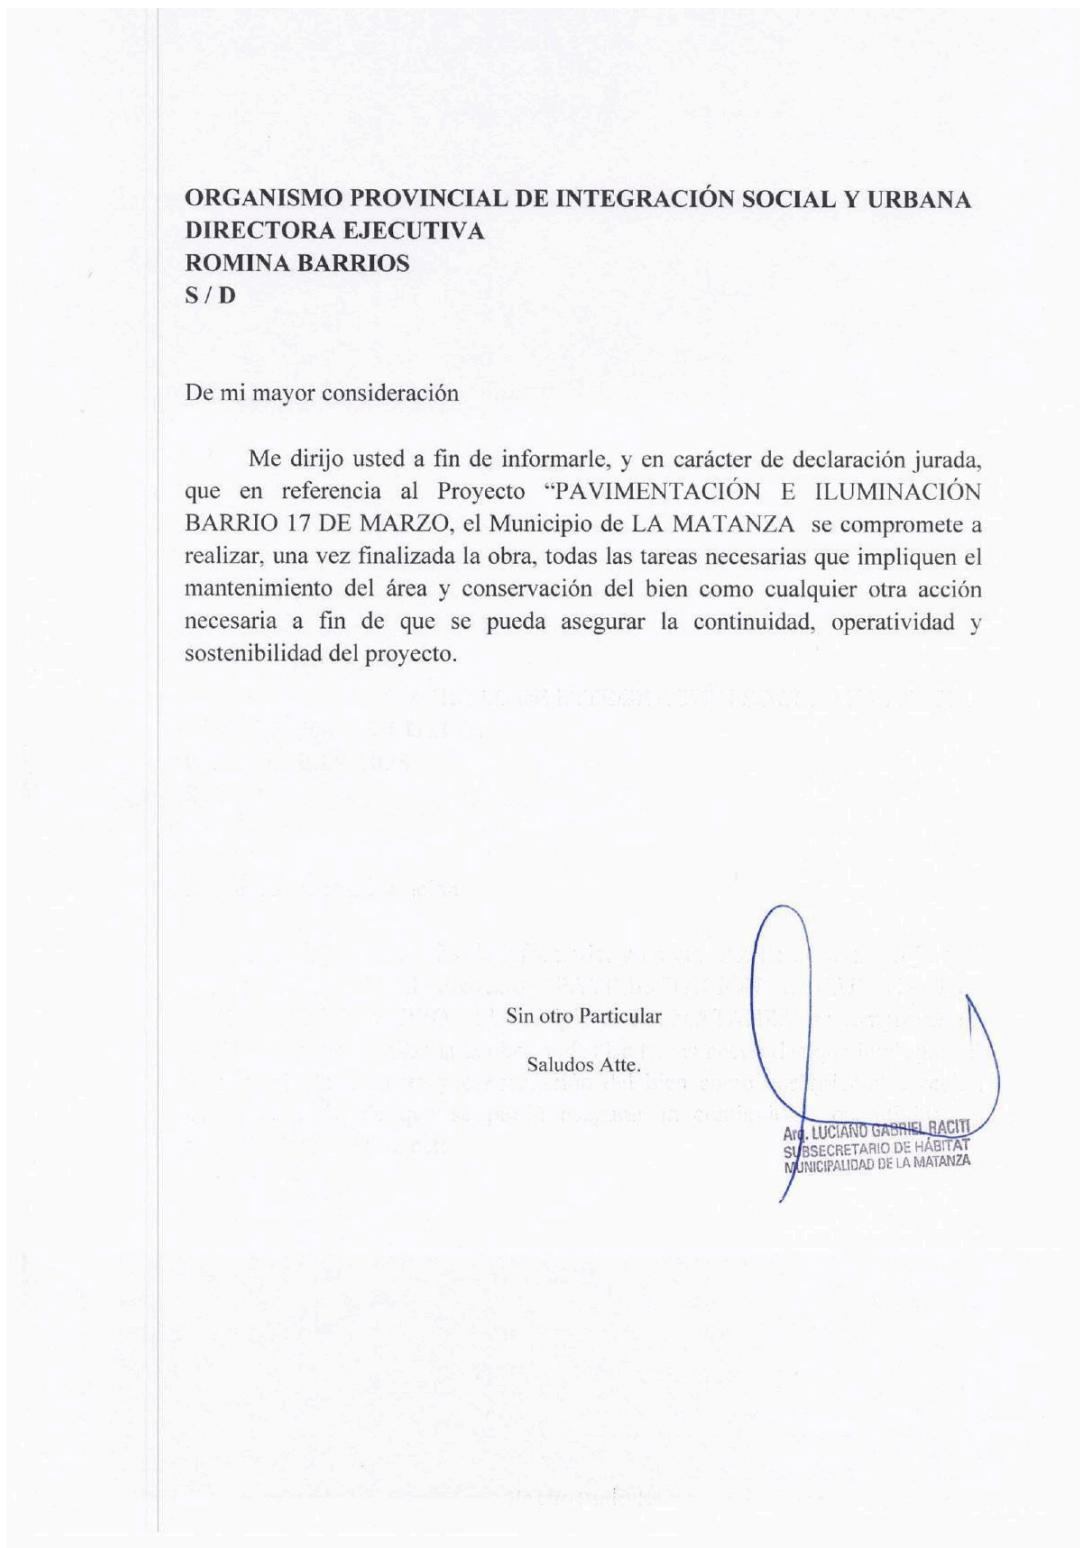 ORGANISMO PROVINCIAL DE INTEGRACIÓN SOCIAL Y URBANA
DIRECTORA EJECUTIVA
ROMINA BARRIOS
S / D
De mi mayor consideración
Me dirijo usted a fin de informarle, y en carácter de declaración jurada,
que en referencia al Proyecto “PAVIMENTACIÓN E ILUMINACIÓN
BARRIO 17 DE MARZO, el Municipio de LA MATANZA se compromete a
realizar, una vez finalizada la obra, todas las tareas necesarias que impliquen el
mantenimiento del área y conservación del bien como cualquier otra acción
necesaria a fin de que se pueda asegurar la continuidad, operatividad y
sostenibilidad del proyecto.
Sin otro Particular
Saludos Atte.
Arq. LUCIANO GABRIEL RACITI
SUBSECRETARIO DE HÁBITAT
MUNICIPALIDAD DE LA MATANZA